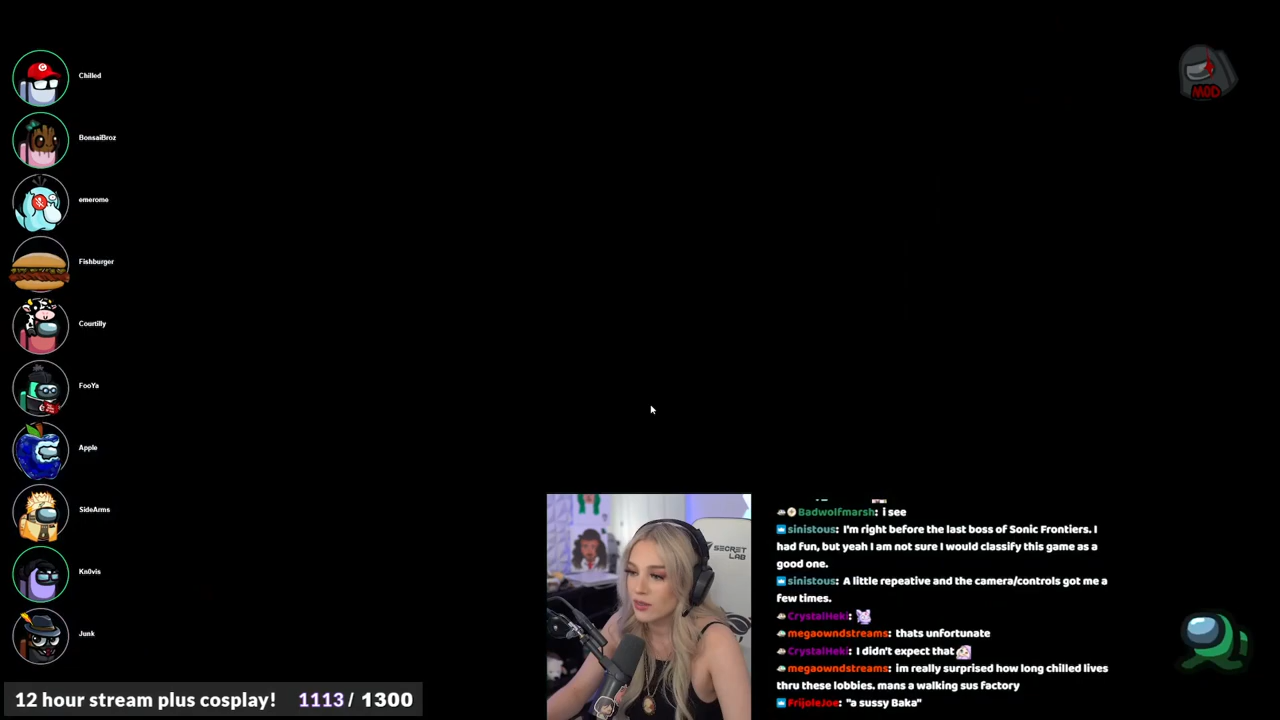 Chilled
BonsaiBroz
emerome
Fishburger
Courtilly
FooYa
Apple
SideArms
Kn0vis
Junk
MOD
SECRET
LAB
Badwolfmarsh: i see
sinistous: I'm right before the last boss of Sonic Frontiers. I
had fun, but yeah I am not sure I would classify this game as a
good one.
sinistous: A little repeative and the camera/controls got me a
few times.
CrystalHeki:
megaowndstreams: thats unfortunate
CrystalHeki: I didn't expect that
megaowndstreams: im really surprised how long chilled lives
thru these lobbies. mans a walking sus factory
FrijoleJoe: "a sussy Baka"
12 hour stream plus cosplay! 1113 / 1300